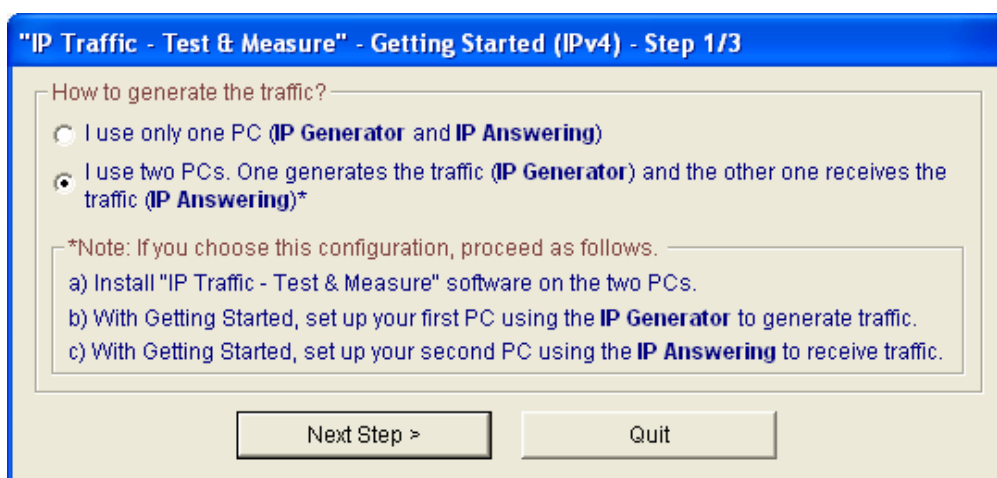 "IP Traffic - Test & Measure" - Getting Started (IPv4) - Step 1/3
How to generate the traffic?
I use only one PC (IP Generator and IP Answering)
I use two PCs. One generates the traffic (IP Generator) and the other one receives the
traffic (IP Answering)*
*Note: If you choose this configuration, proceed as follows.
a) Install "IP Traffic - Test & Measure" software on the two PCs.
b) With Getting Started, set up your first PC using the IP Generator to generate traffic.
c) With Getting Started, set up your second PC using the IP Answering to receive traffic.
Next Step >
Quit